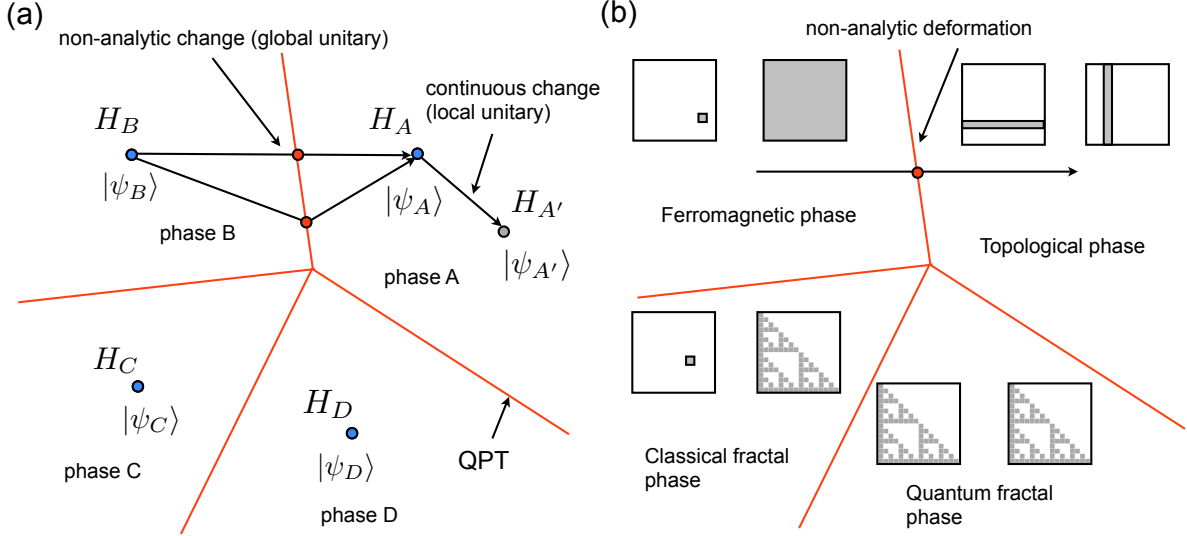 (a)
non-analytic change (global unitary)
continuous change
(local unitary)
H_B
H_A
|ψ_B⟩
|ψ_A⟩
H_{A'}
phase B
|ψ_{A'}⟩
phase A
H_C
|ψ_C⟩
phase C
H_D
|ψ_D⟩
phase D
QPT
(b)
non-analytic deformation
Ferromagnetic phase
Topological phase
Classical fractal
phase
Quantum fractal
phase